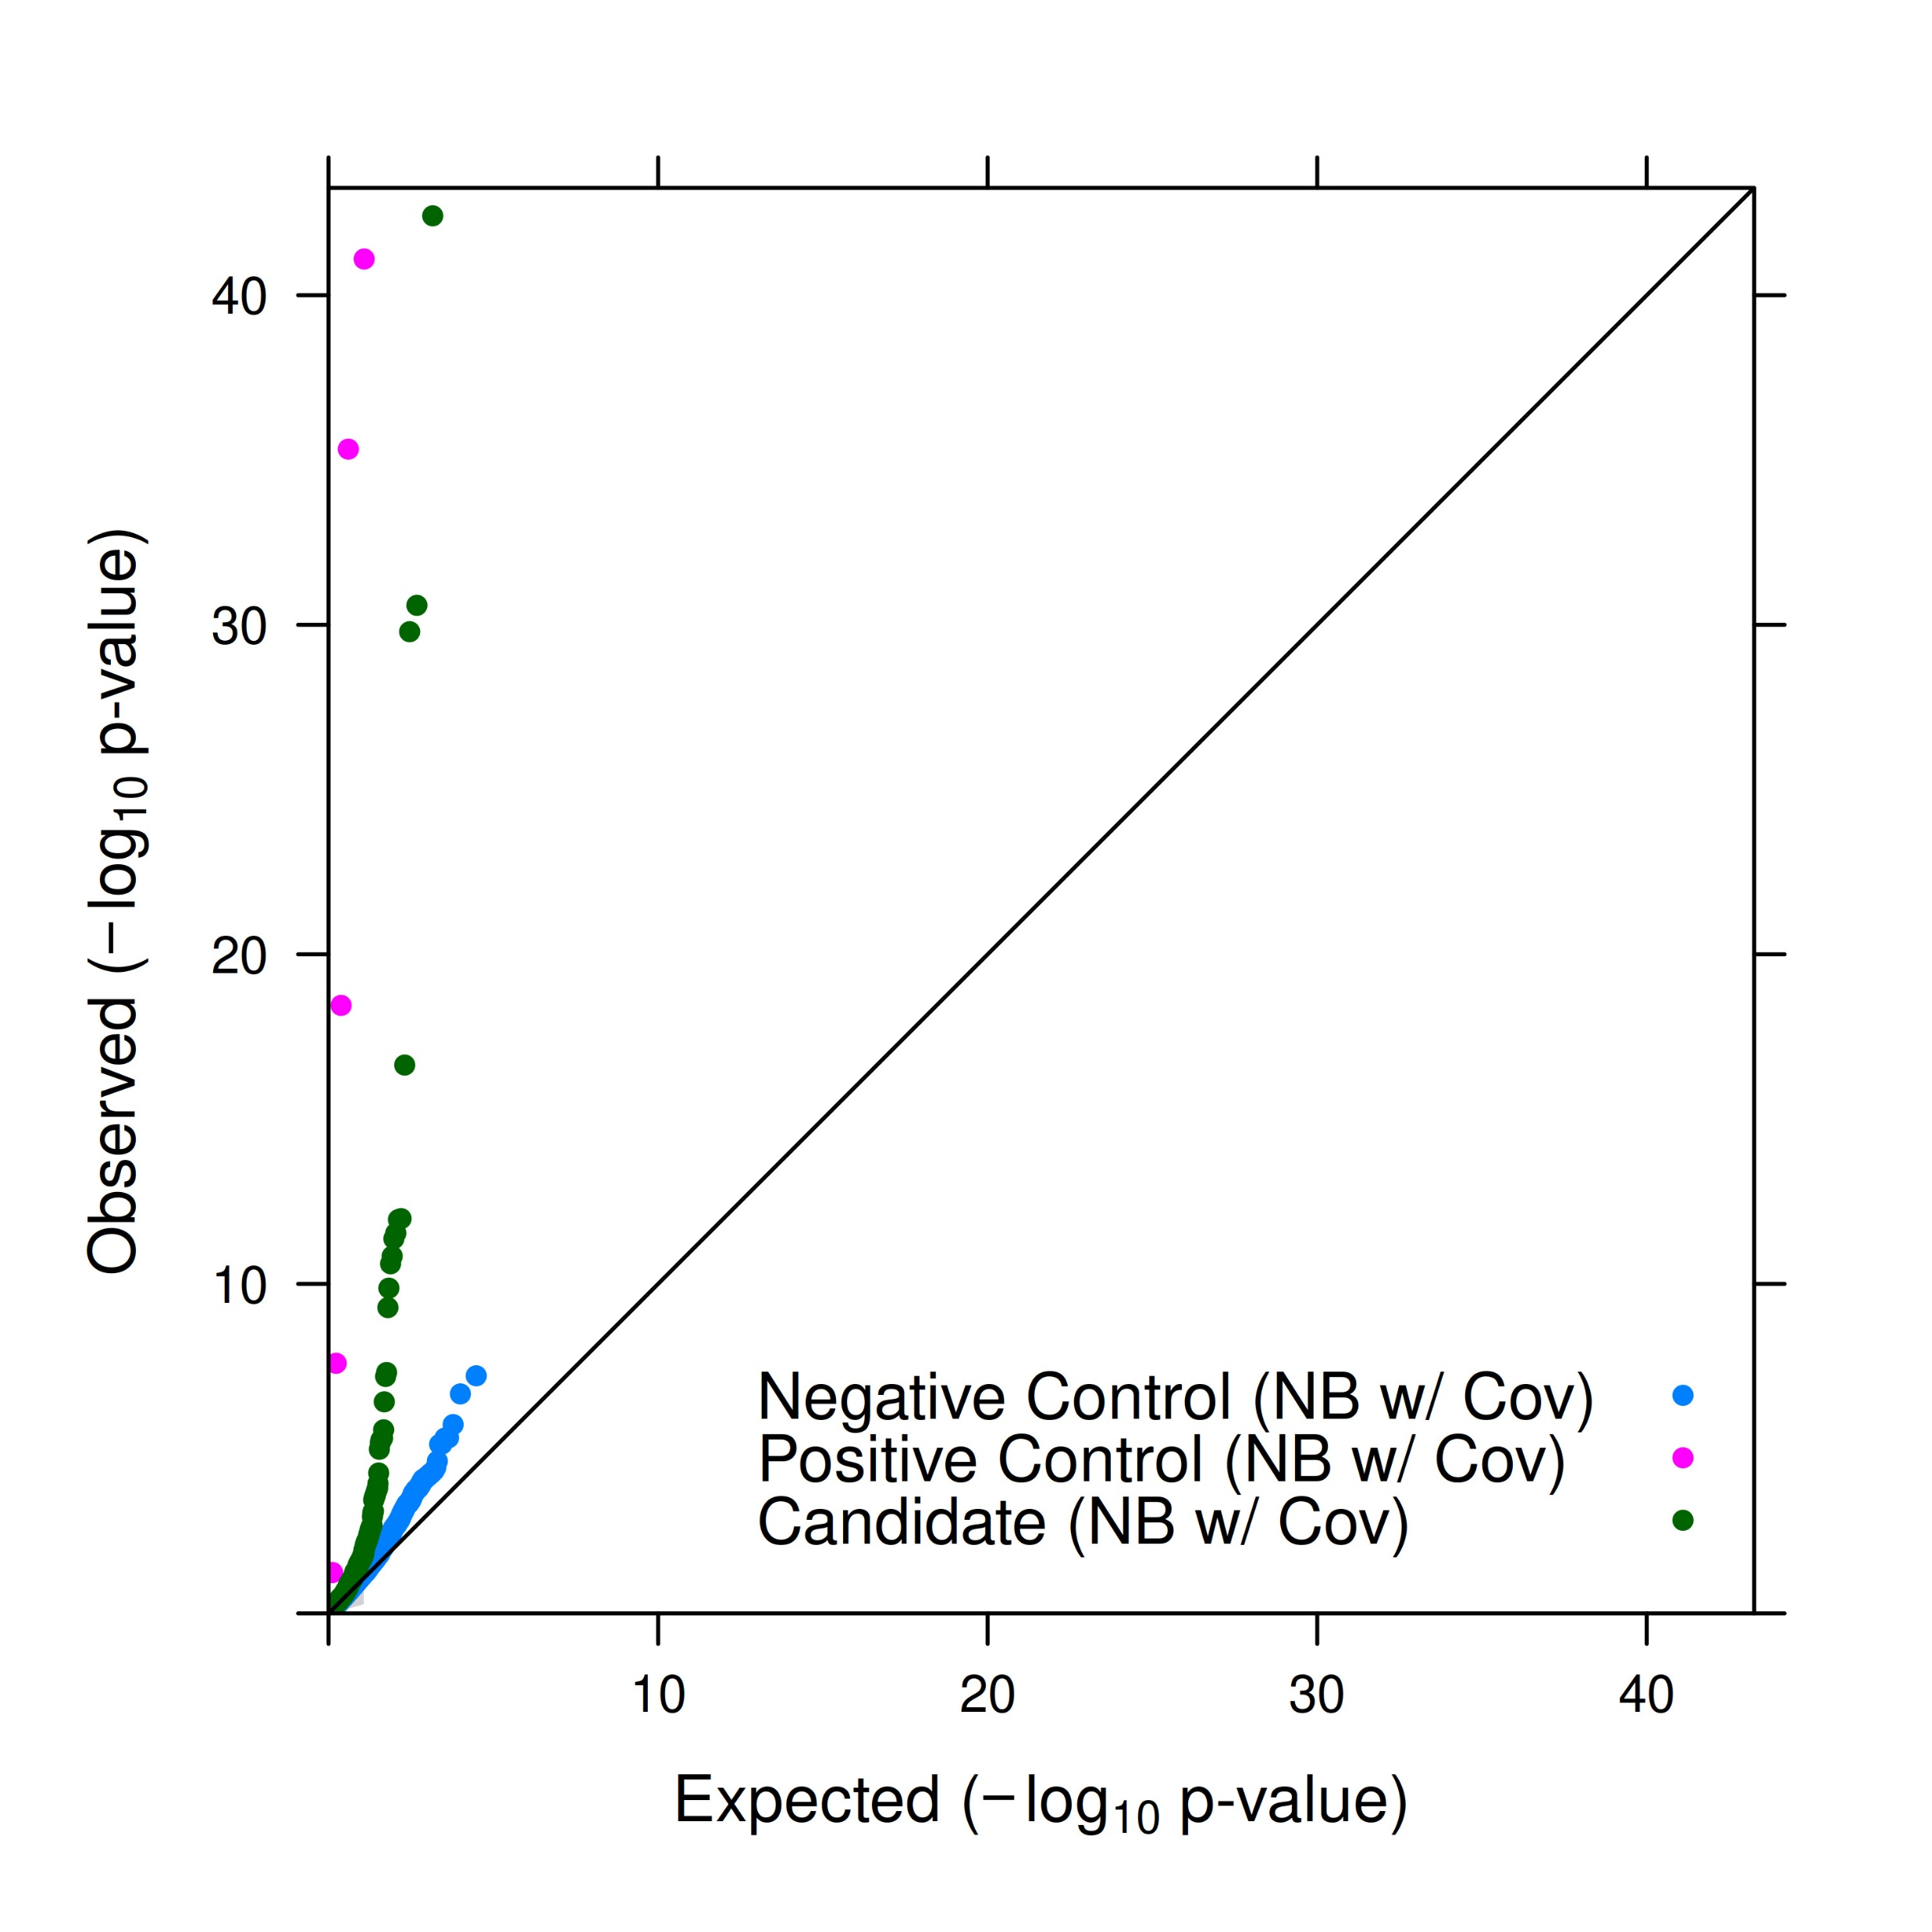 40
30
20
10
Observed (−log10 p-value)
Negative Control (NB w/ Cov)
Positive Control (NB w/ Cov)
Candidate (NB w/ Cov)
10 20 30 40
Expected (−log10 p-value)